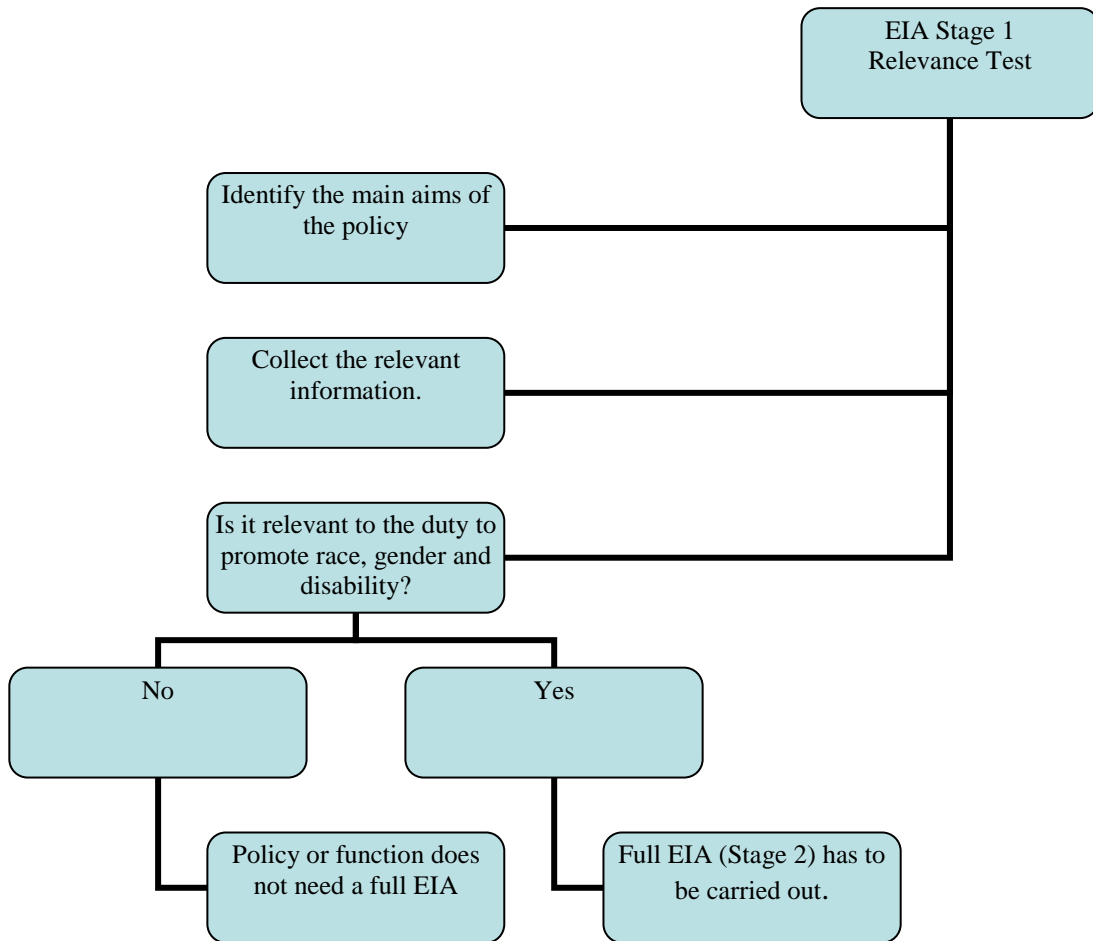 EIA Stage 1
Relevance Test
Identify the main aims of
the policy
Collect the relevant
information.
Is it relevant to the duty to
promote race, gender and
disability?
No
Yes
Policy or function does
not need a full EIA
Full EIA (Stage 2) has to
be carried out.